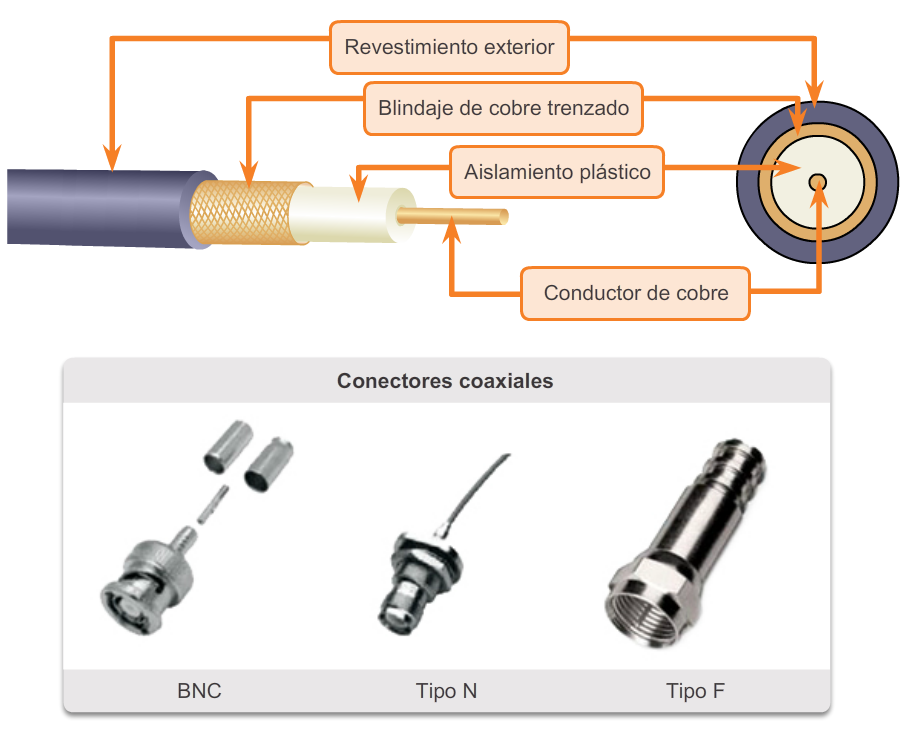 Revestimiento exterior
Blindaje de cobre trenzado
Aislamiento plástico
Conductor de cobre
Conectores coaxiales
BNC
Tipo N
Tipo F